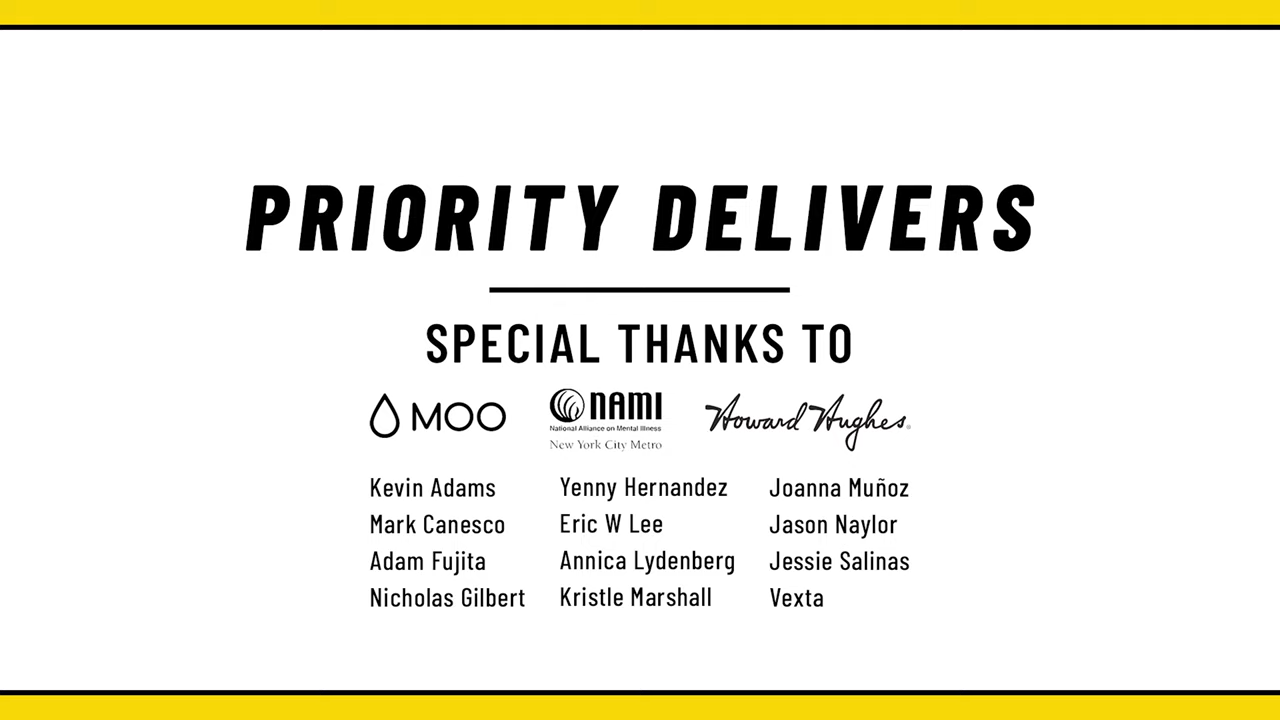 PRIORITY DELIVERS
SPECIAL THANKS TO
MOO
NAMI
National Alliance on Mental Illness
New York City Metro
Howard Hughes®
Kevin Adams
Mark Canesco
Adam Fujita
Nicholas Gilbert
Yenny Hernandez
Eric W Lee
Annica Lydenberg
Kristle Marshall
Joanna Muñoz
Jason Naylor
Jessie Salinas
Vexta